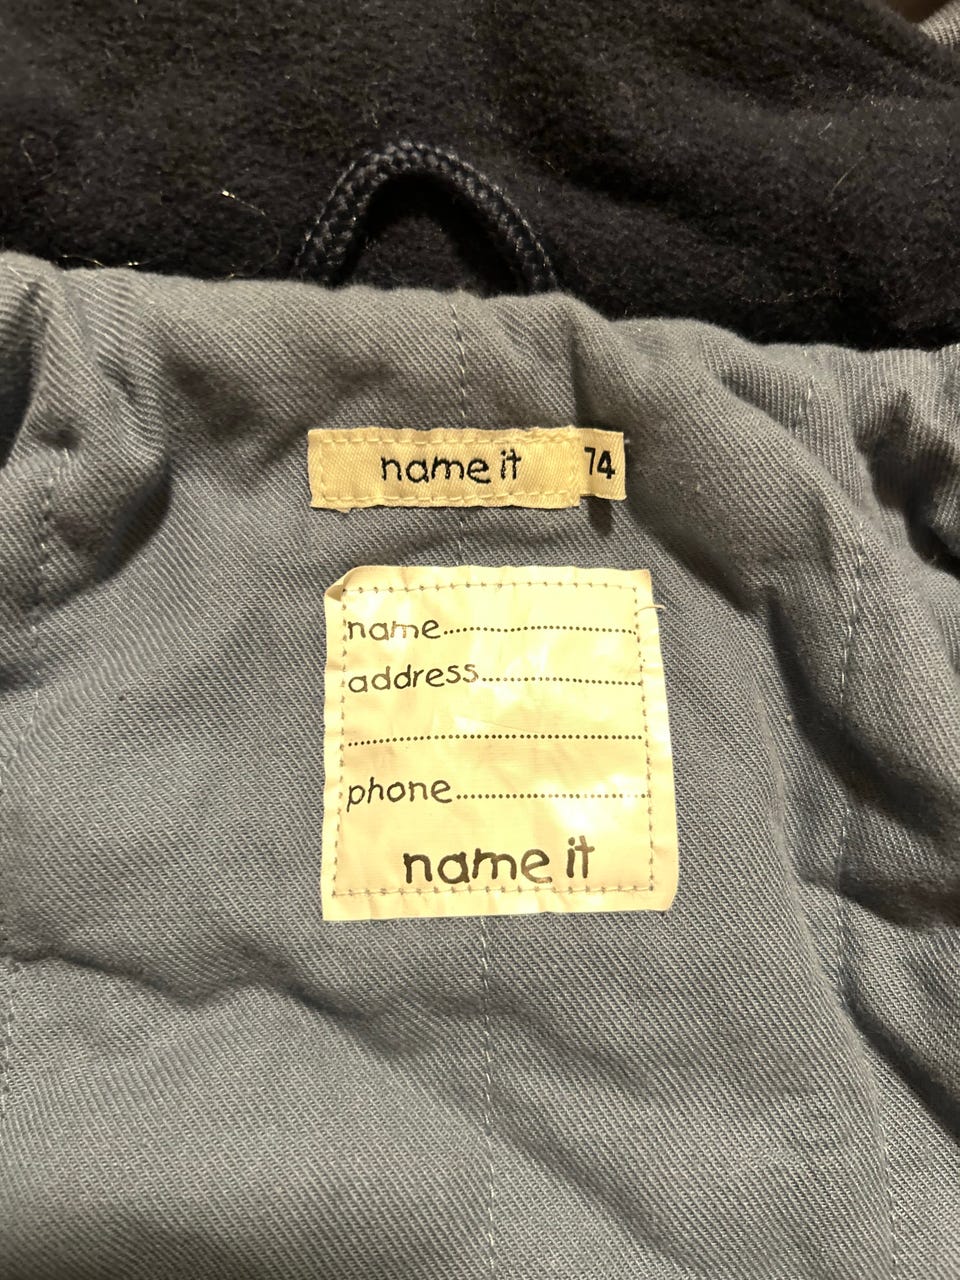 name it 74
name........................
address....................
.................................
phone.......................
name it